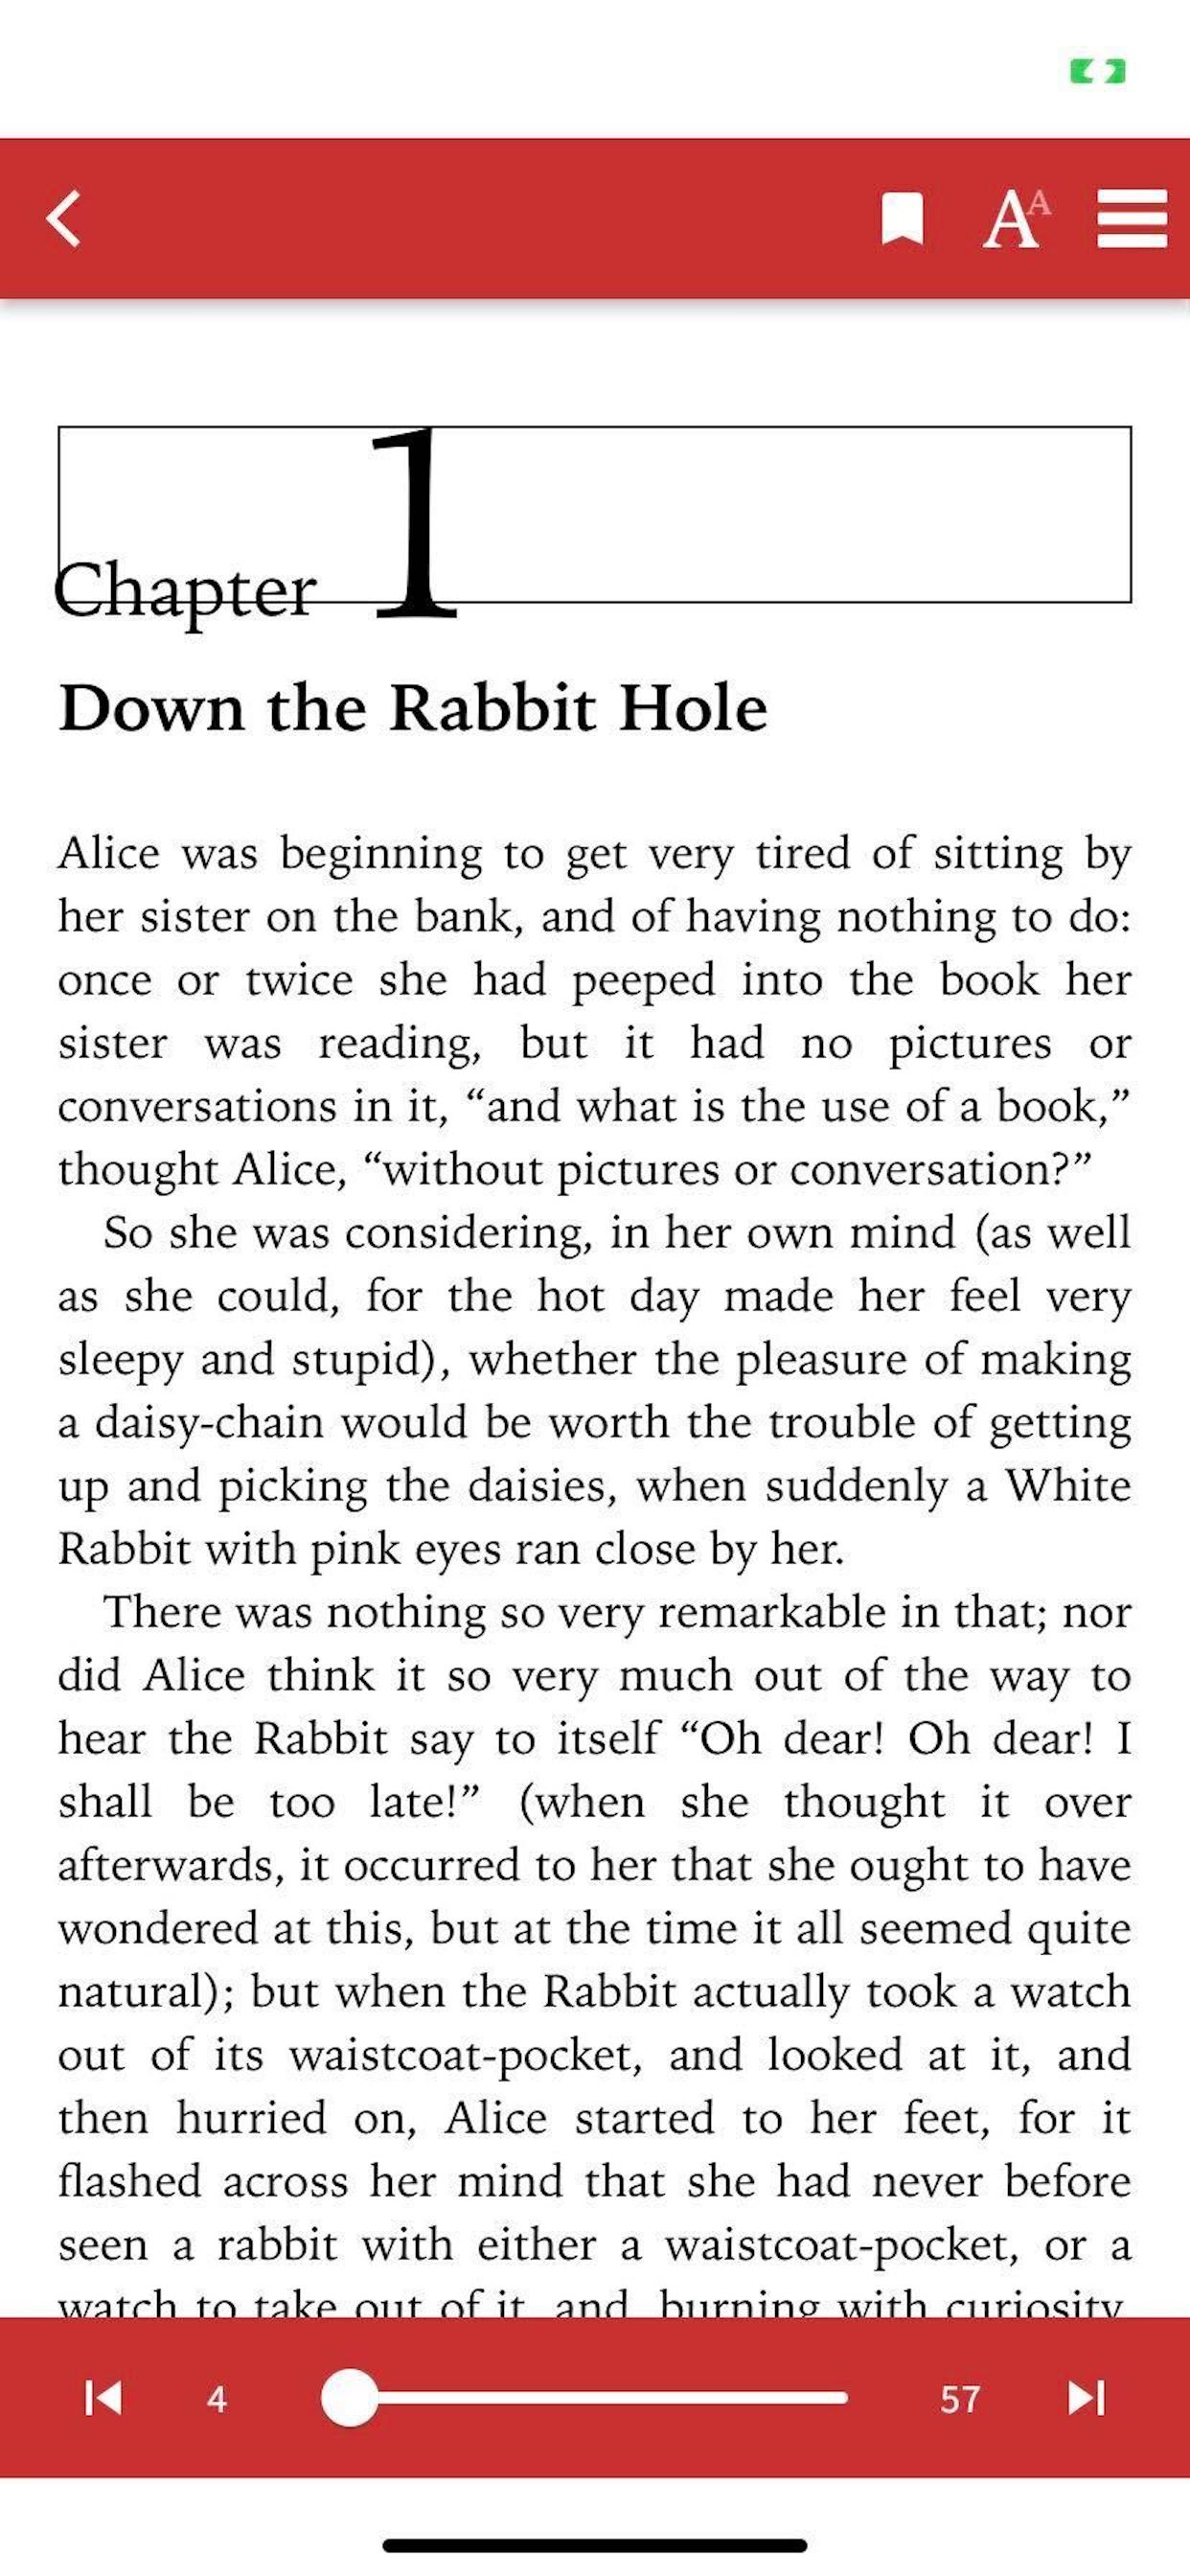 AA
Chapter 1
Down the Rabbit Hole
Alice was beginning to get very tired of sitting by
her sister on the bank, and of having nothing to do:
once or twice she had peeped into the book her
sister was reading, but it had no pictures or
conversations in it, “and what is the use of a book,”
thought Alice, “without pictures or conversation?”
So she was considering, in her own mind (as well
as she could, for the hot day made her feel very
sleepy and stupid), whether the pleasure of making
a daisy-chain would be worth the trouble of getting
up and picking the daisies, when suddenly a White
Rabbit with pink eyes ran close by her.
There was nothing so very remarkable in that; nor
did Alice think it so very much out of the way to
hear the Rabbit say to itself “Oh dear! Oh dear! I
shall be too late!” (when she thought it over
afterwards, it occurred to her that she ought to have
wondered at this, but at the time it all seemed quite
natural); but when the Rabbit actually took a watch
out of its waistcoat-pocket, and looked at it, and
then hurried on, Alice started to her feet, for it
flashed across her mind that she had never before
seen a rabbit with either a waistcoat-pocket, or a
watch to take out of it, and, burning with curiosity,
4 57